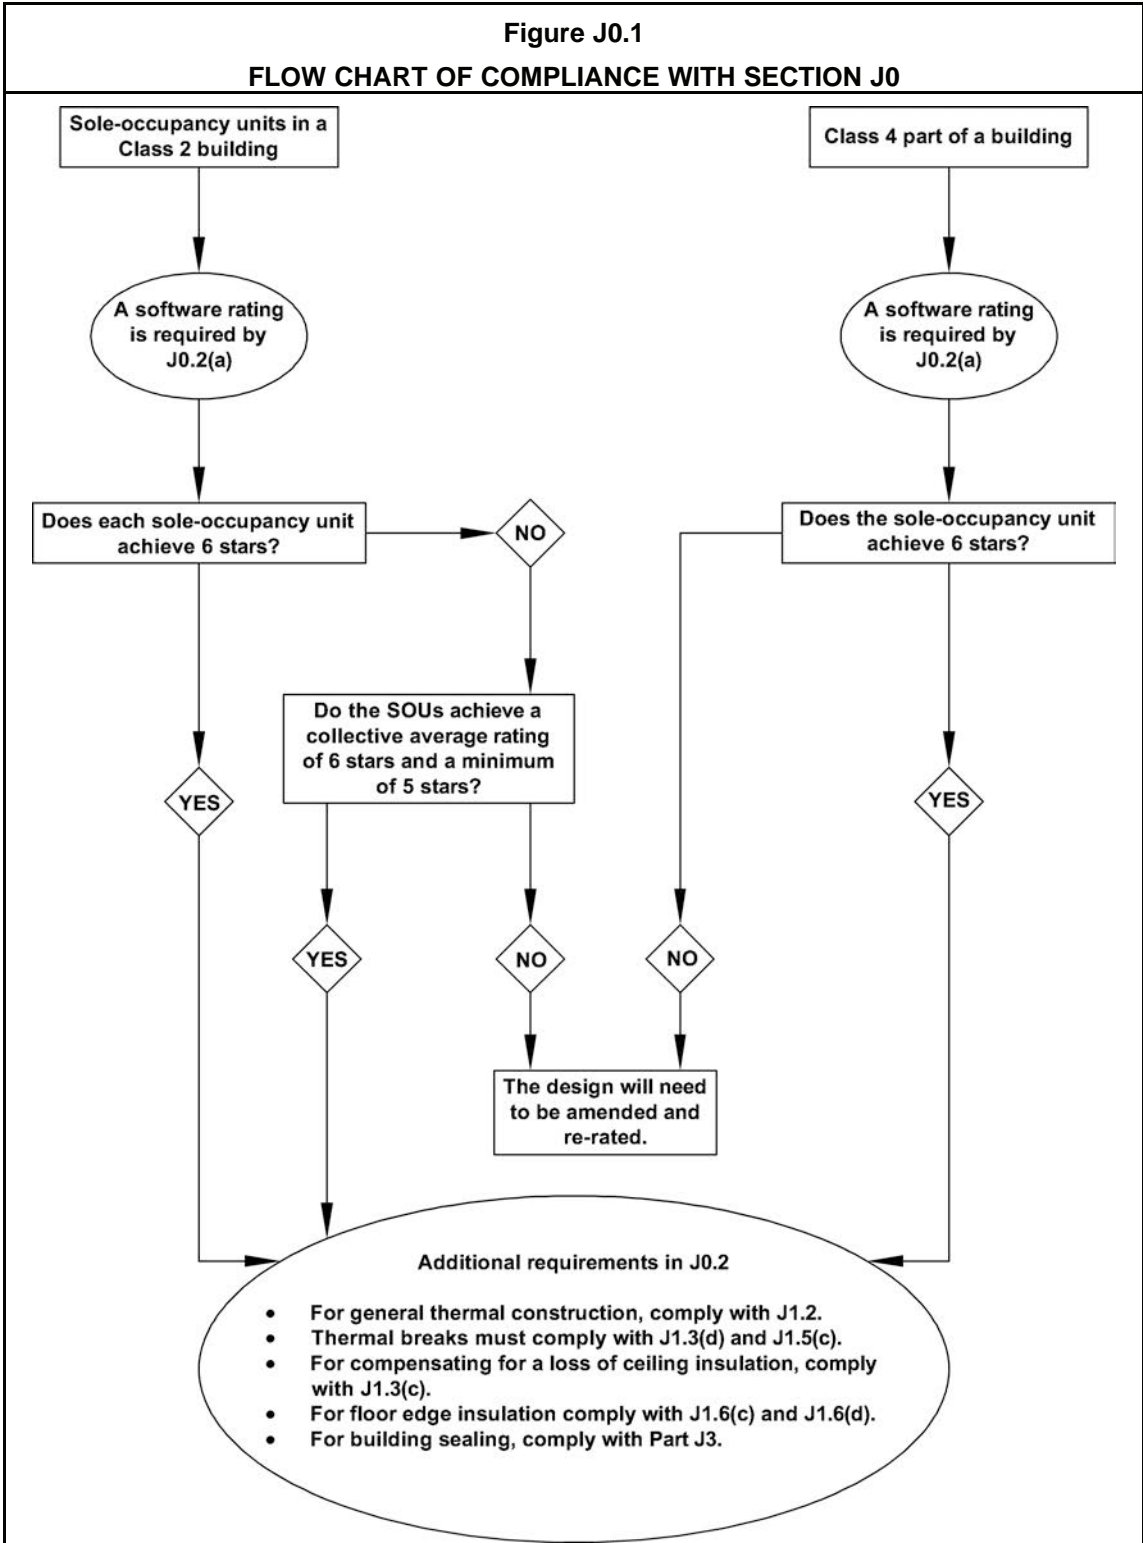 Figure J0.1
FLOW CHART OF COMPLIANCE WITH SECTION J0
Sole-occupancy units in a
Class 2 building
Class 4 part of a building
A software rating
is required by
J0.2(a)
A software rating
is required by
J0.2(a)
Does each sole-occupancy unit
achieve 6 stars?
NO
Does the sole-occupancy unit
achieve 6 stars?
Do the SOUs achieve a
collective average rating
of 6 stars and a minimum
of 5 stars?
YES
YES
YES
NO
NO
The design will need
to be amended and
re-rated.
Additional requirements in J0.2
• For general thermal construction, comply with J1.2.
• Thermal breaks must comply with J1.3(d) and J1.5(c).
• For compensating for a loss of ceiling insulation, comply
with J1.3(c).
• For floor edge insulation comply with J1.6(c) and J1.6(d).
• For building sealing, comply with Part J3.